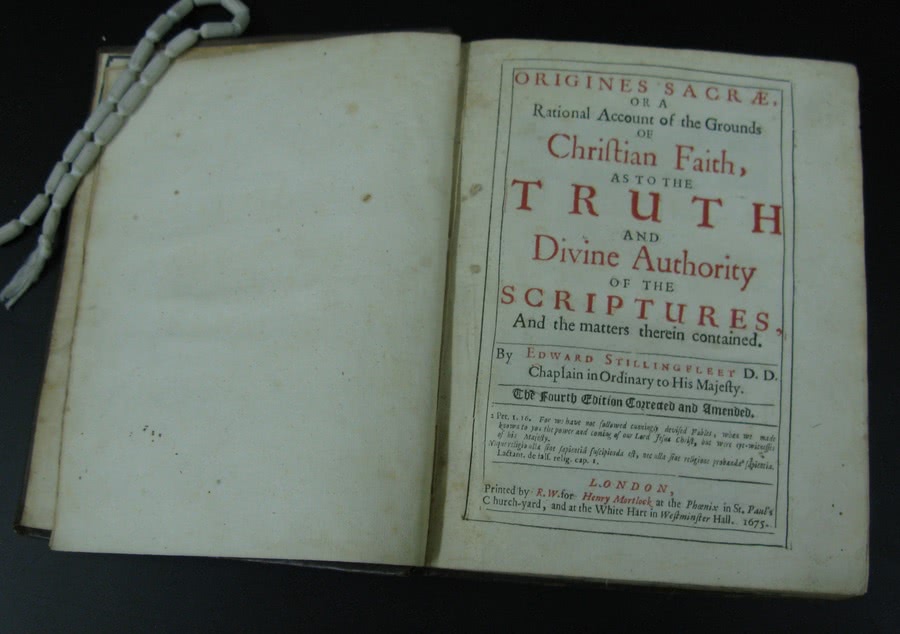 ORIGINES SACRÆ,
OR A
Rational Account of the Grounds
OF
Chriſtian Faith,
AS TO THE
TRUTH
AND
Divine Authority
OF THE
SCRIPTURES,
And the matters therein contained.
By EDWARD STILLINGFLEET D. D.
Chaplain in Ordinary to His Majeſty.
The Fourth Edition Corrected and Amended.
2 Pet. 1. 16. For we have not followed cunningly deviſed Fables, when we made
known to you the power and coming of our Lord Jeſus Chriſt, but were eye-witneſſes
of his Majeſty.
Neque religio ulla ſine ſapientia ſuſcipienda eſt, nec ulla ſine religione probanda ſapientia.
Lactant. de falſ. relig. cap. 1.
LONDON,
Printed by R. W. for Henry Mortlock at the Phœnix in St. Paul's
Church-yard, and at the White Hart in Weſtminſter Hall. 1675.